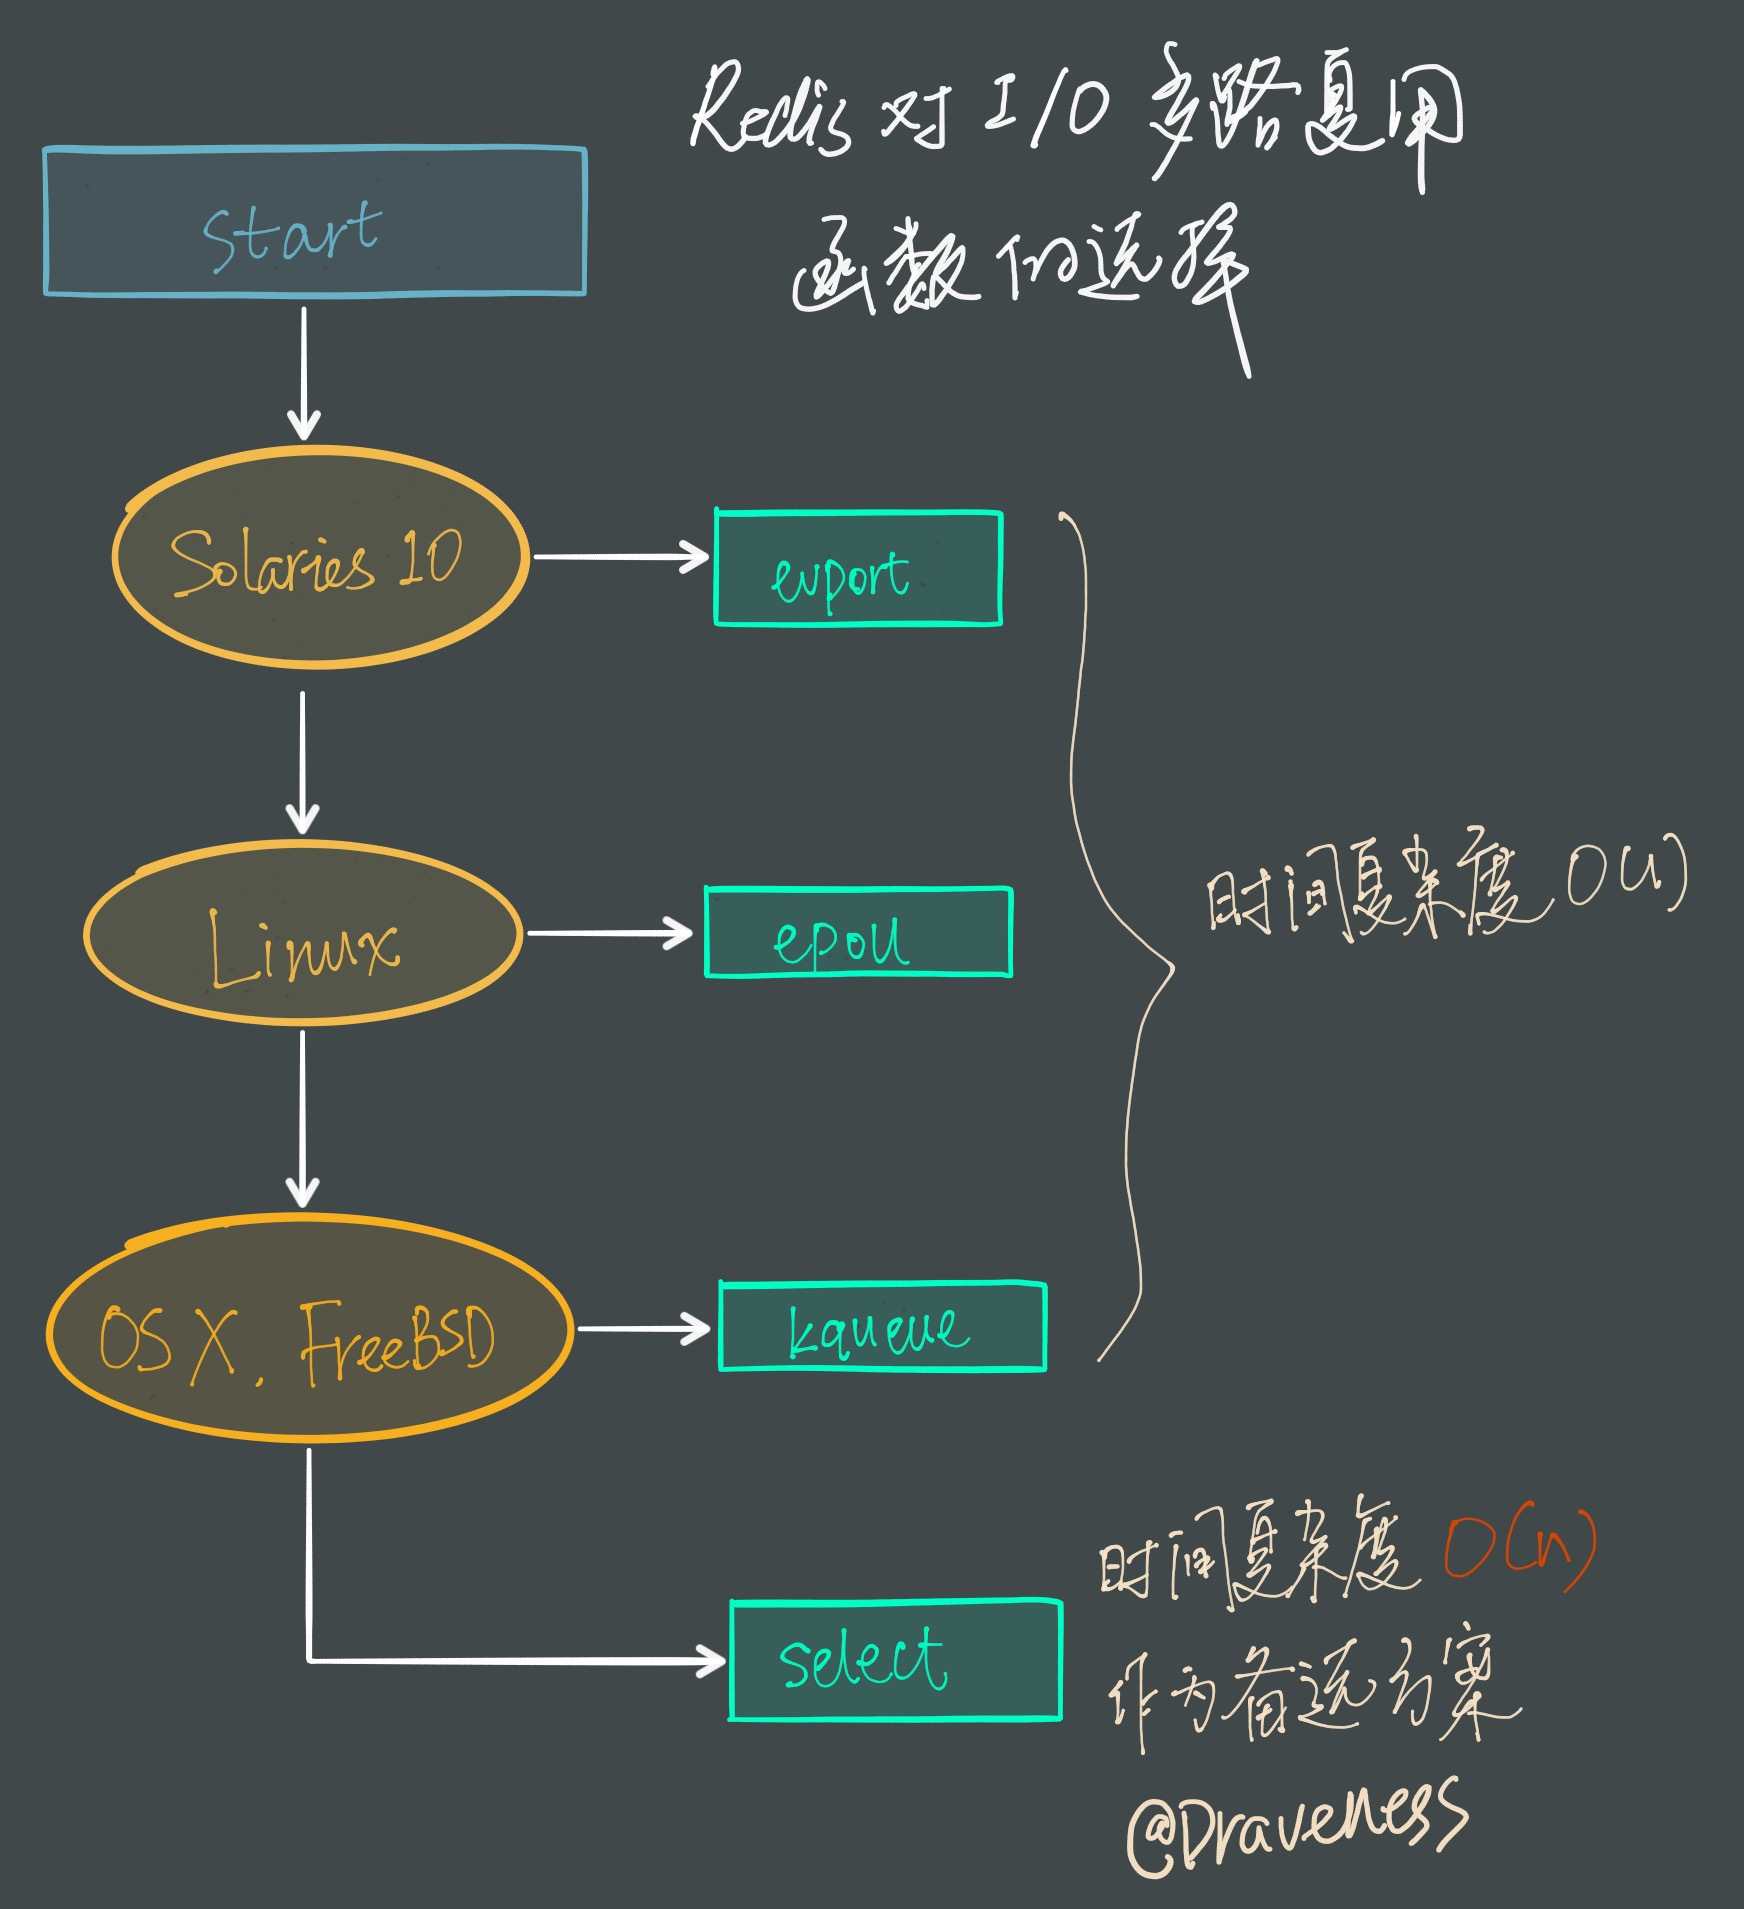 Redis 对 I/O 多路复用
函数的选择
start
Solaries 10
evport
Linux
epoll
时间复杂度 O(1)
OS X, FreeBSD
kqueue
时间复杂度 O(n)
select
作为备选方案
@Draveness